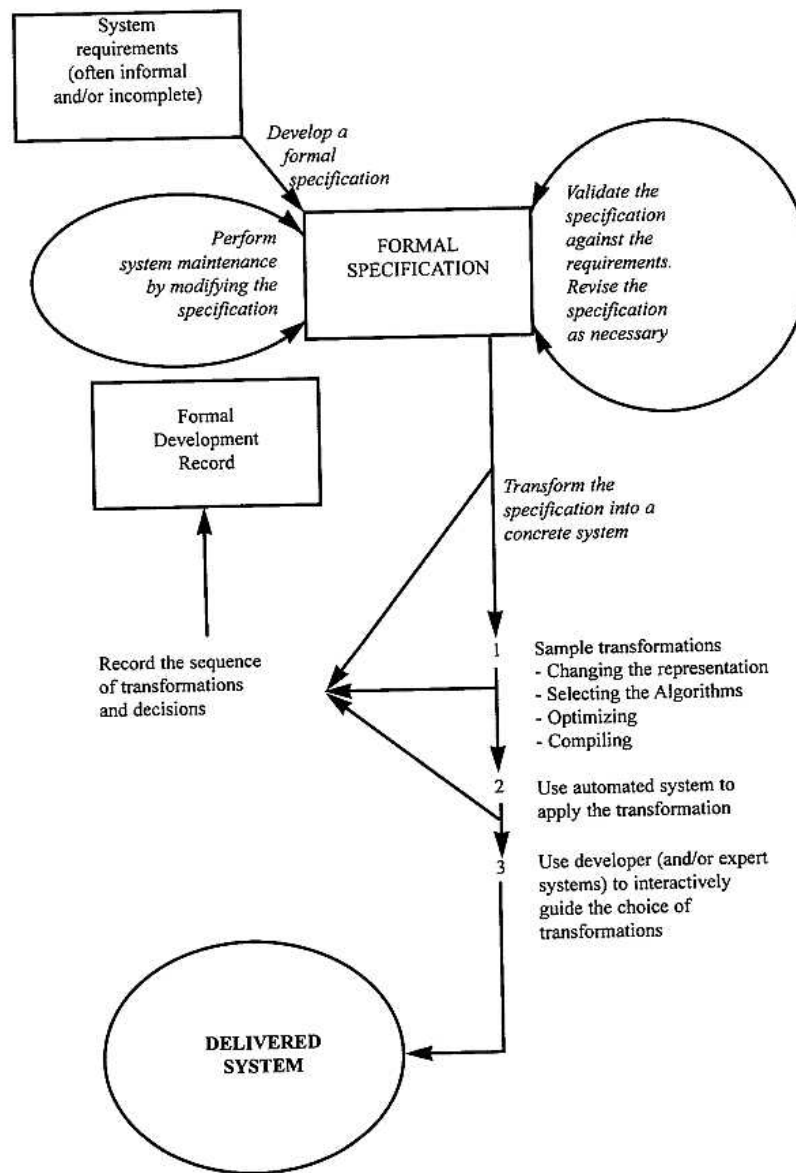 System
requirements
(often informal
and/or incomplete)
Develop a
formal
specification
Perform
system maintenance
by modifying the
specification
FORMAL
SPECIFICATION
Validate the
specification
against the
requirements.
Revise the
specification
as necessary
Formal
Development
Record
Transform the
specification into a
concrete system
Record the sequence
of transformations
and decisions
1 Sample transformations
- Changing the representation
- Selecting the Algorithms
- Optimizing
- Compiling
2 Use automated system to
apply the transformation
3 Use developer (and/or expert
systems) to interactively
guide the choice of
transformations
DELIVERED
SYSTEM